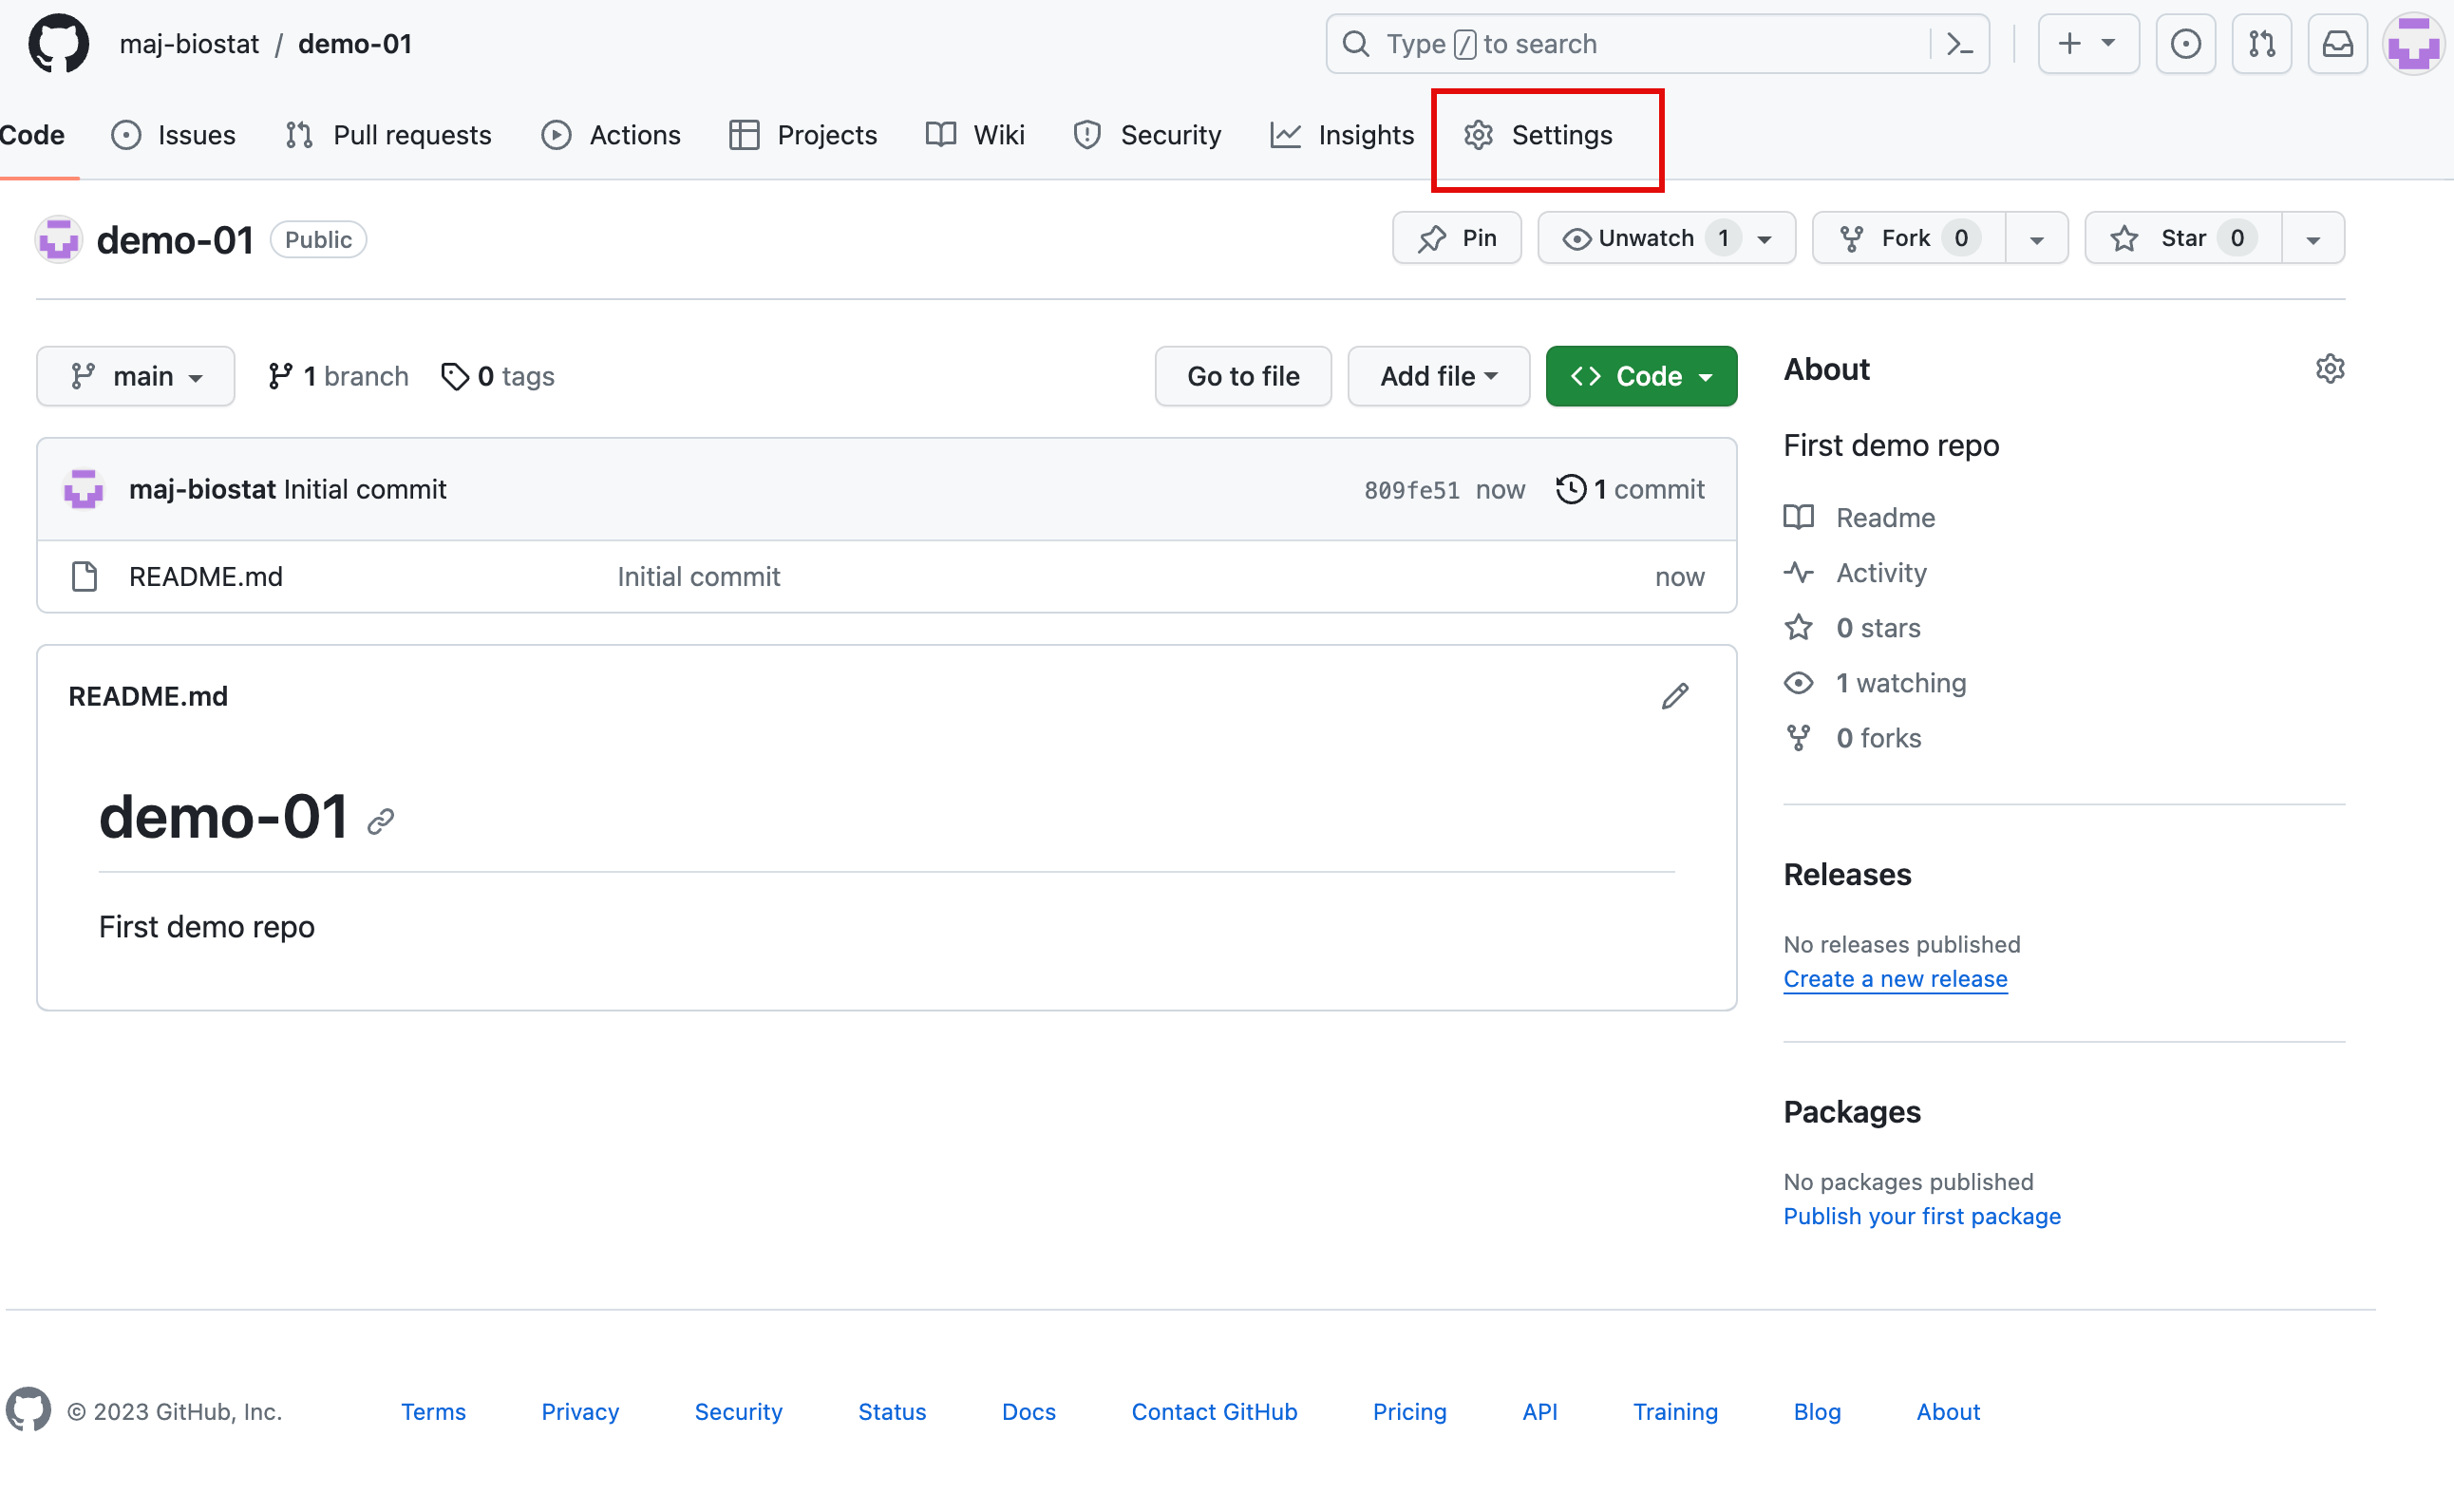 maj-biostat / demo-01
Type / to search
Code Issues Pull requests Actions Projects Wiki Security Insights Settings
demo-01 Public
Pin Unwatch 1 Fork 0 Star 0
main 1 branch 0 tags
Go to file Add file Code
maj-biostat Initial commit 809fe51 now 1 commit
README.md Initial commit now
README.md
demo-01
First demo repo
About
First demo repo
Readme
Activity
0 stars
1 watching
0 forks
Releases
No releases published
Create a new release
Packages
No packages published
Publish your first package
© 2023 GitHub, Inc. Terms Privacy Security Status Docs Contact GitHub Pricing API Training Blog About